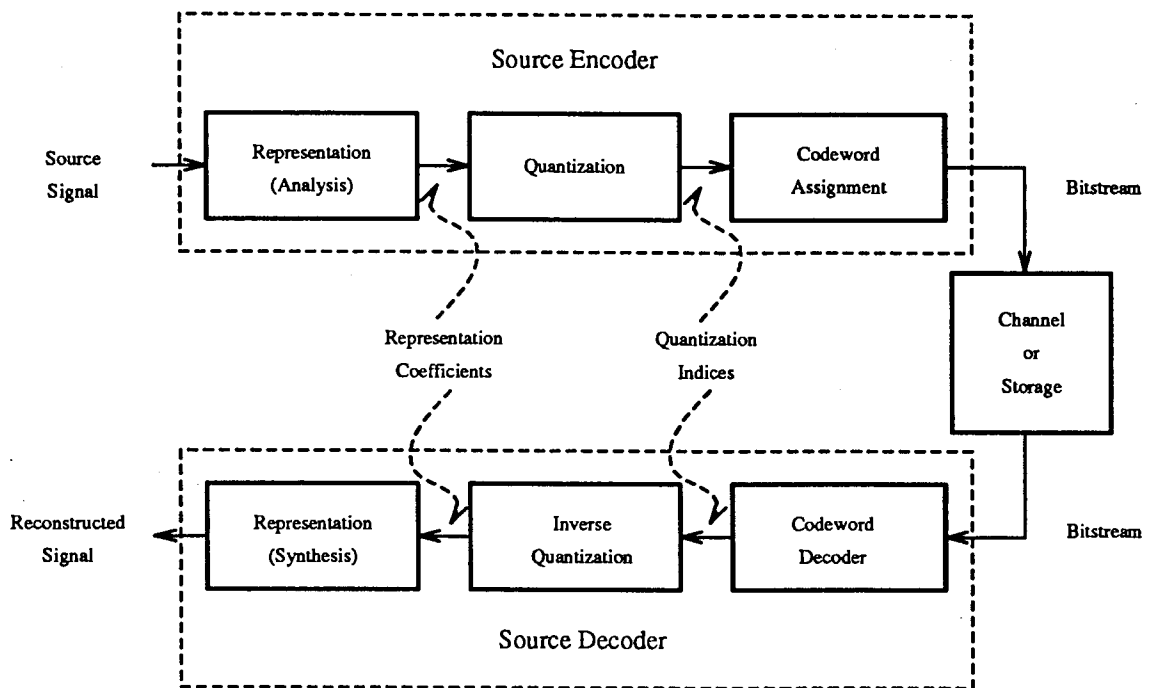 Source Encoder
Source
Signal
Representation
(Analysis)
Quantization
Codeword
Assignment
Bitstream
Representation
Coefficients
Quantization
Indices
Channel
or
Storage
Reconstructed
Signal
Representation
(Synthesis)
Inverse
Quantization
Codeword
Decoder
Bitstream
Source Decoder